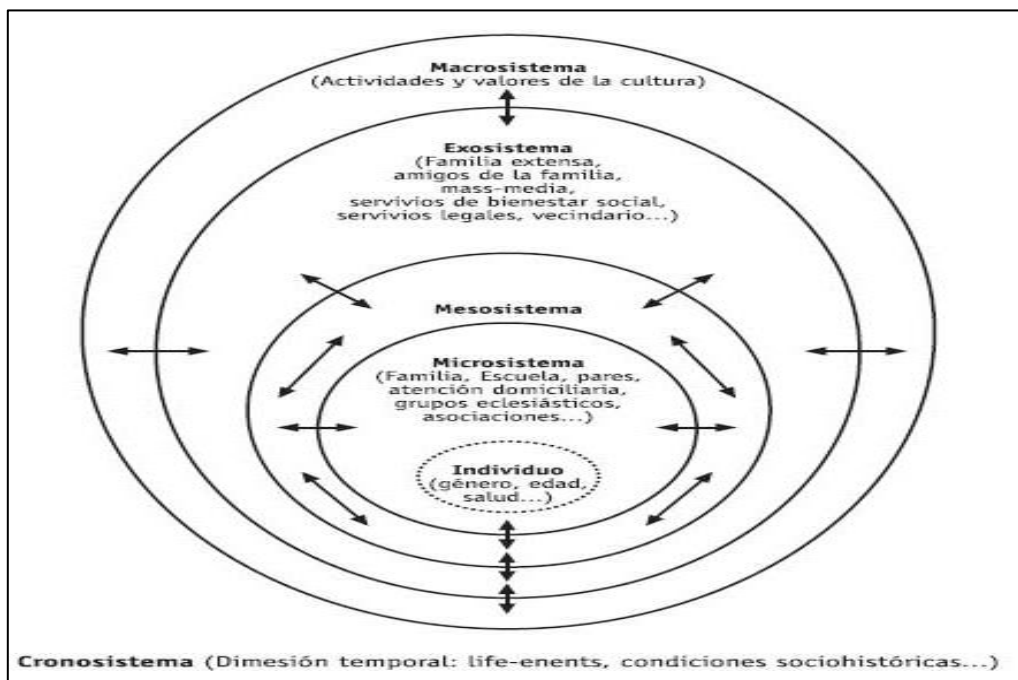 Macrosistema
(Actividades y valores de la cultura)
Exosistema
(Familia extensa,
amigos de la familia,
mass-media,
servivios de bienestar social,
servivios legales, vecindario...)
Mesosistema
Microsistema
(Familia, Escuela, pares,
atención domiciliaria,
grupos eclesiásticos,
asociaciones...)
Individuo
(género, edad,
salud...)
Cronosistema (Dimesión temporal: life-enents, condiciones sociohistóricas...)